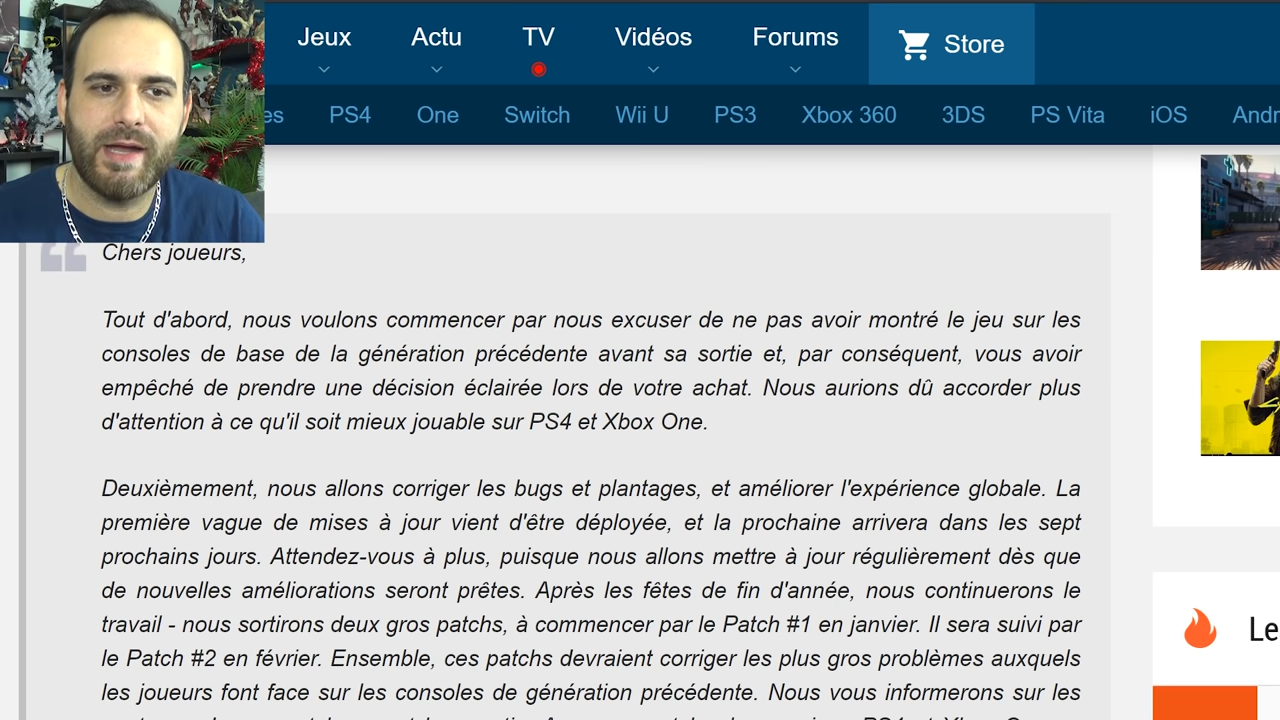 Jeux Actu TV Vidéos Forums Store
es PS4 One Switch Wii U PS3 Xbox 360 3DS PS Vita iOS Andr
Chers joueurs,
Tout d'abord, nous voulons commencer par nous excuser de ne pas avoir montré le jeu sur les
consoles de base de la génération précédente avant sa sortie et, par conséquent, vous avoir
empêché de prendre une décision éclairée lors de votre achat. Nous aurions dû accorder plus
d'attention à ce qu'il soit mieux jouable sur PS4 et Xbox One.
Deuxièmement, nous allons corriger les bugs et plantages, et améliorer l'expérience globale. La
première vague de mises à jour vient d'être déployée, et la prochaine arrivera dans les sept
prochains jours. Attendez-vous à plus, puisque nous allons mettre à jour régulièrement dès que
de nouvelles améliorations seront prêtes. Après les fêtes de fin d'année, nous continuerons le
travail - nous sortirons deux gros patchs, à commencer par le Patch #1 en janvier. Il sera suivi par
le Patch #2 en février. Ensemble, ces patchs devraient corriger les plus gros problèmes auxquels
les joueurs font face sur les consoles de génération précédente. Nous vous informerons sur les
Le